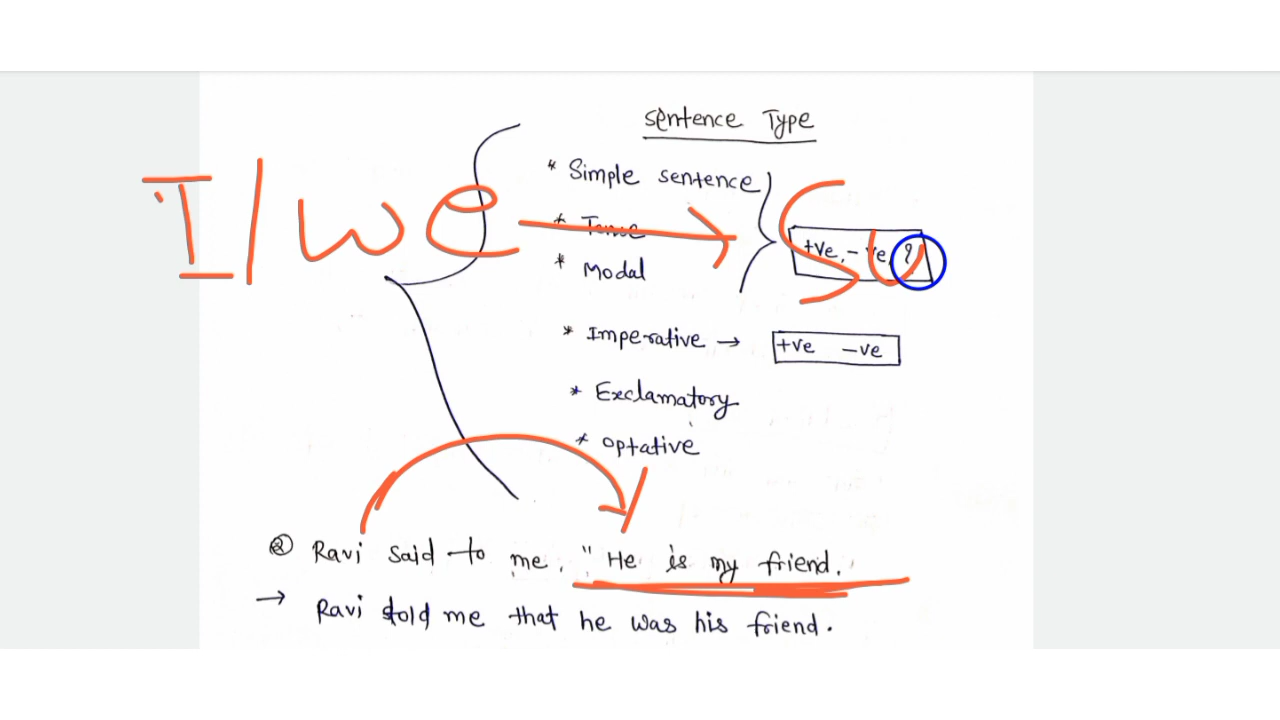 Sentence Type
* Simple sentence
I/we → Su
* Tense
+ve, -ve, ?
* Modal
* Imperative → +ve -ve
* Exclamatory
* Optative
② Ravi said to me, "He is my friend.
→ Ravi told me that he was his friend.